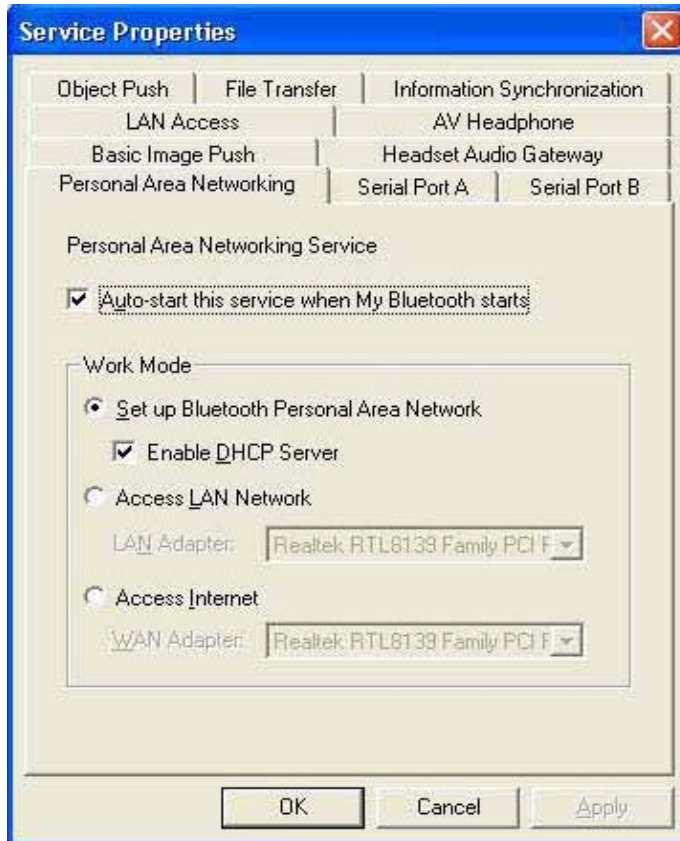 Service Properties
Object Push File Transfer Information Synchronization
LAN Access AV Headphone
Basic Image Push Headset Audio Gateway
Personal Area Networking Serial Port A Serial Port B
Personal Area Networking Service
Auto-start this service when My Bluetooth starts
Work Mode
Set up Bluetooth Personal Area Network
Enable DHCP Server
Access LAN Network
LAN Adapter: Realtek RTL8139 Family PCI F
Access Internet
WAN Adapter: Realtek RTL8139 Family PCI F
OK Cancel Apply